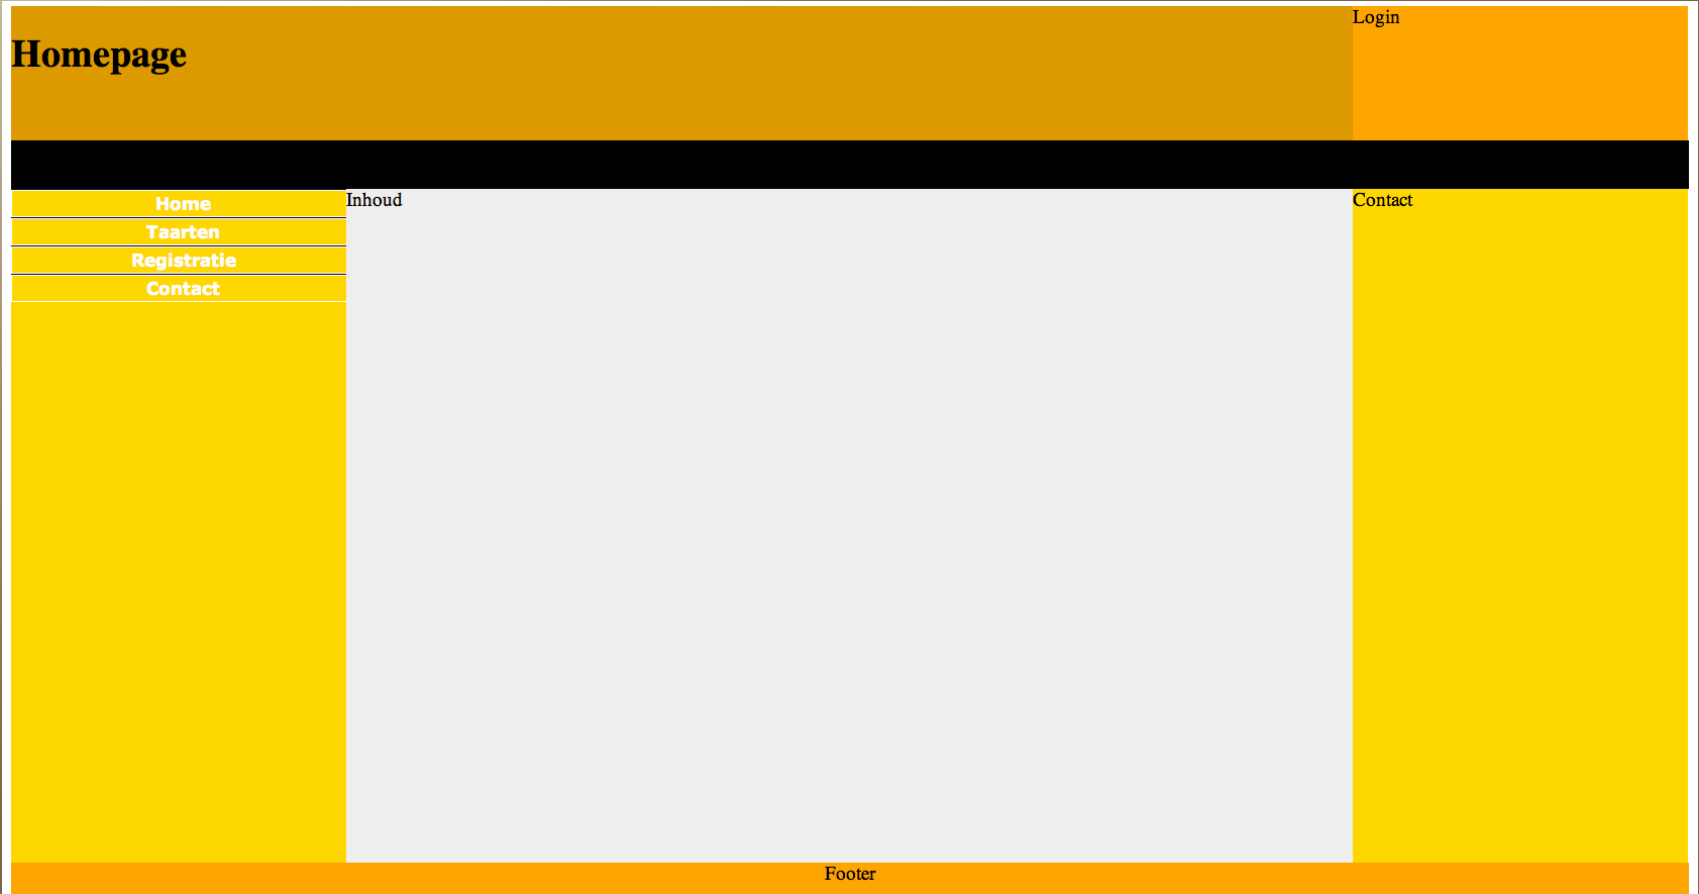 Login
Homepage
Home
Taarten
Registratie
Contact
Inhoud
Contact
Footer